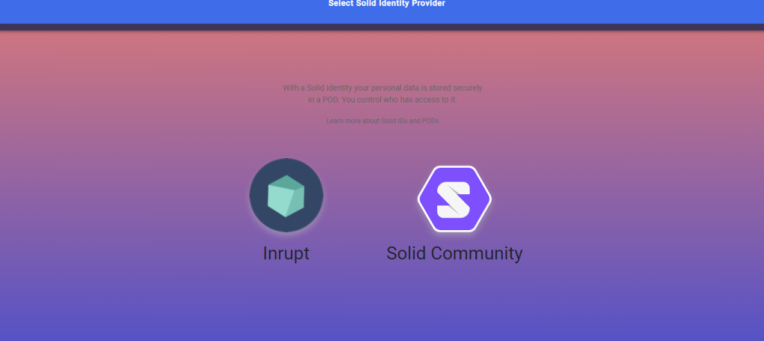 Select Solid Identity Provider
With a Solid identity your personal data is stored securely
in a POD. You control who has access to it.
Learn more about Solid IDs and PODs
Inrupt
Solid Community